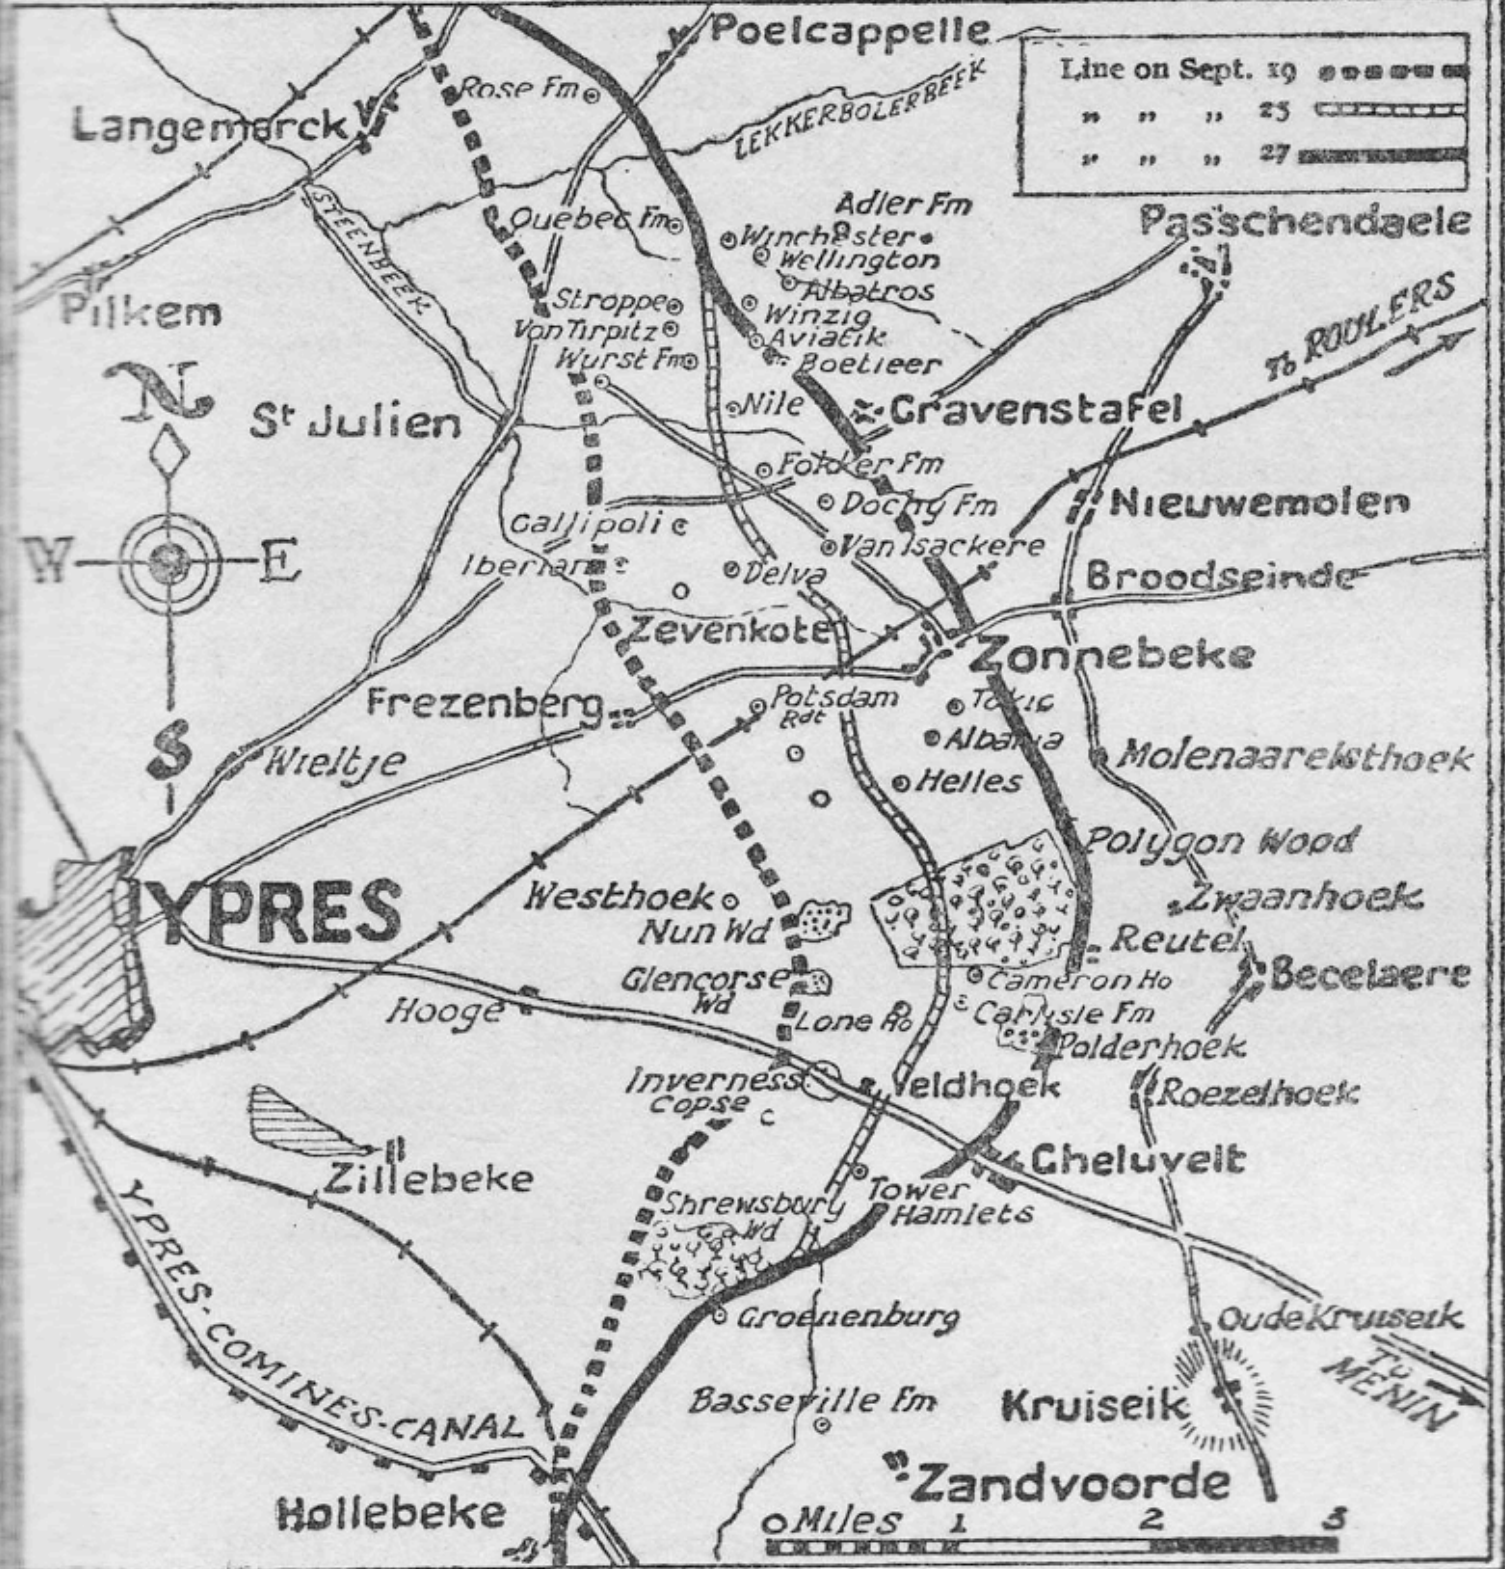 Poelcappelle
Line on Sept. 19
„ „ „ 25
„ „ „ 27
Rose Fm
LEKKERBOLERBEEK
Langemarck
STEENBEEK
Adler Fm
Passchendaele
Quebec Fm
Winchester
Wellington
Albatros
Stroppe
Winzig
Pilkem
Von Tirpitz
Aviatik
To ROULERS
Wurst Fm
Boetleer
N
Nile
Gravenstafel
St Julien
Fokker Fm
Dochy Fm
Nieuwemolen
Gallipoli
Van Isackere
W
E
Delva
Broodseinde
Zevenkote
Zonnebeke
Frezenberg
Potsdam
Rdt
Albania
S
Wieltje
Molenaarelsthoek
Helles
Polygon Wood
YPRES
Westhoek
Zwaanhoek
Nun Wd
Reutel
Glencorse
Wd
Cameron Ho
Becelaere
Hooge
Lone Ho
Carlisle Fm
Polderhoek
Inverness
Copse
Veldhoek
Roezelhoek
Gheluvelt
Zillebeke
Tower
Hamlets
Shrewsbury
Wd
YPRES-COMINES-CANAL
Groenenburg
OudeKruiseik
To
MENIN
Basseville Fm
Kruiseik
Zandvoorde
Hollebeke
0 Miles 1 2 3